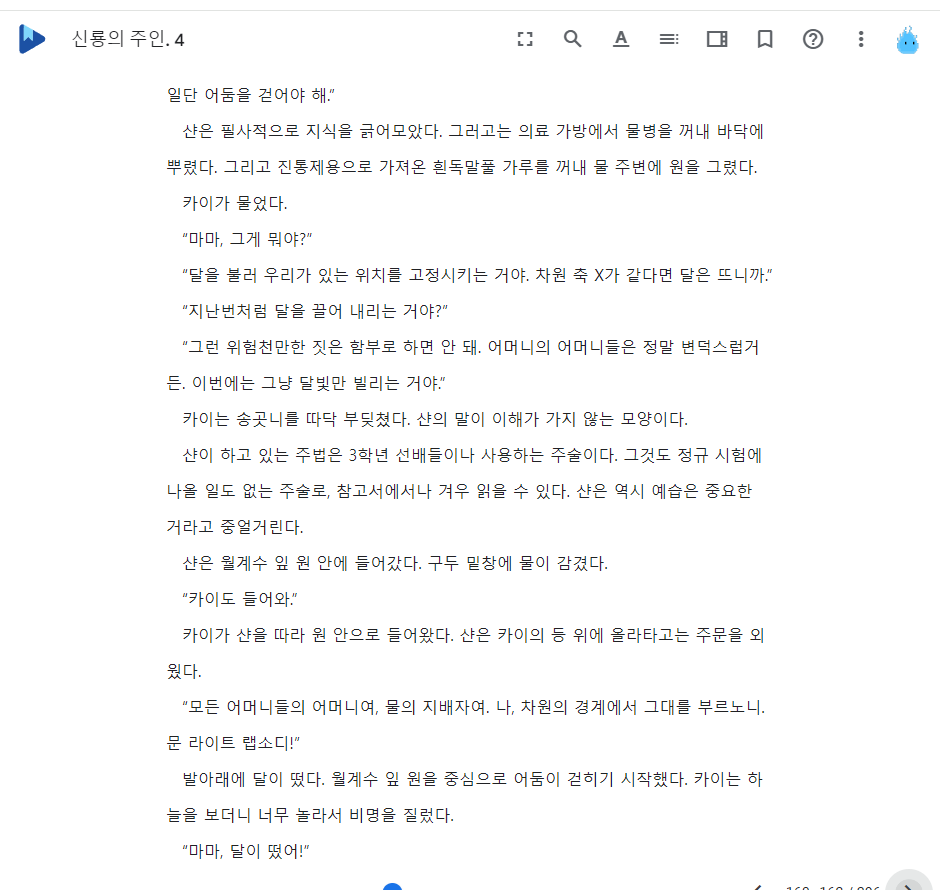 신룡의 주인. 4
일단 어둠을 걷어야 해.”
샨은 필사적으로 지식을 긁어모았다. 그러고는 의료 가방에서 물병을 꺼내 바닥에
뿌렸다. 그리고 진통제용으로 가져온 흰독말풀 가루를 꺼내 물 주변에 원을 그렸다.
카이가 물었다.
“마마, 그게 뭐야?”
“달을 불러 우리가 있는 위치를 고정시키는 거야. 차원 축 X가 같다면 달은 뜨니까.”
“지난번처럼 달을 끌어 내리는 거야?”
“그런 위험천만한 짓은 함부로 하면 안 돼. 어머니의 어머니들은 정말 변덕스럽거
든. 이번에는 그냥 달빛만 빌리는 거야.”
카이는 송곳니를 따닥 부딪쳤다. 샨의 말이 이해가 가지 않는 모양이다.
샨이 하고 있는 주법은 3학년 선배들이나 사용하는 주술이다. 그것도 정규 시험에
나올 일도 없는 주술로, 참고서에서나 겨우 읽을 수 있다. 샨은 역시 예습은 중요한
거라고 중얼거린다.
샨은 월계수 잎 원 안에 들어갔다. 구두 밑창에 물이 감겼다.
“카이도 들어와.”
카이가 샨을 따라 원 안으로 들어왔다. 샨은 카이의 등 위에 올라타고는 주문을 외
웠다.
“모든 어머니들의 어머니여, 물의 지배자여. 나, 차원의 경계에서 그대를 부르노니.
문 라이트 랩소디!”
발아래에 달이 떴다. 월계수 잎 원을 중심으로 어둠이 걷히기 시작했다. 카이는 하
늘을 보더니 너무 놀라서 비명을 질렀다.
“마마, 달이 떴어!”